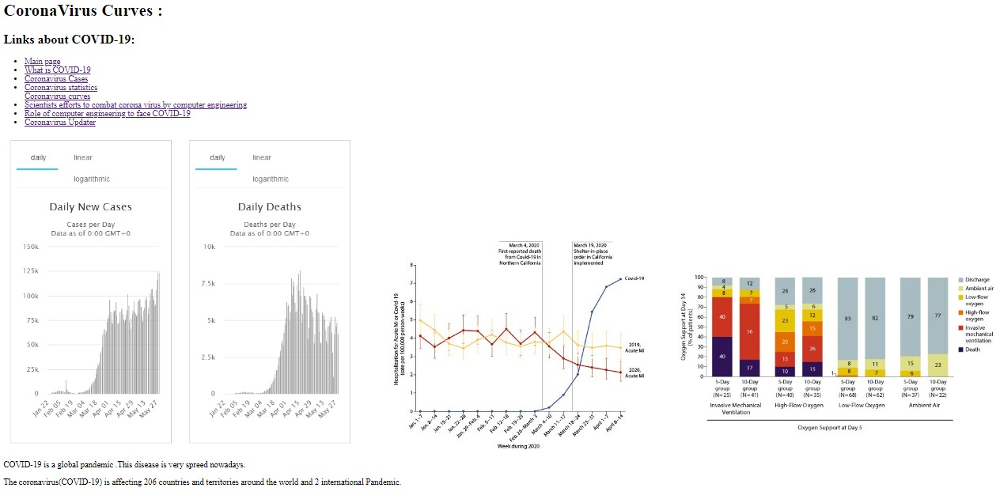 CoronaVirus Curves :
Links about COVID-19:
Main page
What is COVID-19
Coronavirus Cases
Coronavirus statistics
Coronavirus curves
Scientists efforts to combat corona virus by computer engineering
Role of computer engineering to face COVID-19
Coronavirus Updater
daily linear
logarithmic
Daily New Cases
Cases per Day
Data as of 0:00 GMT+0
150k
125k
100k
75k
50k
25k
0
Jan 22 Feb 05 Feb 19 Mar 04 Mar 18 Apr 01 Apr 15 Apr 29 May 13 May 27
daily linear
logarithmic
Daily Deaths
Deaths per Day
Data as of 0:00 GMT+0
10k
7.5k
5k
2.5k
0
Jan 22 Feb 05 Feb 19 Mar 04 Mar 18 Apr 01 Apr 15 Apr 29 May 13 May 27
March 4, 2020
First reported death
from Covid-19 in
Northern California
March 19, 2020
Shelter-in-place
order in California
implemented
Hospitalization for Acute MI or Covid-19
(rate per 100,000 person-weeks)
8
7
6
5
4
3
2
1
0
Covid-19
2019,
Acute MI
2020,
Acute MI
Jan. 1–7 Jan. 8–14 Jan. 15–21 Jan. 22–28 Jan. 29–Feb. 4 Feb. 5–11 Feb. 12–18 Feb. 19–25 Feb. 26–March 3 March 4–10 March 11–17 March 18–24 March 25–31 April 1–7 April 8–14
Week during 2020
Oxygen Support at Day 14
(% of patients)
100
90
80
70
60
50
40
30
20
10
0
8 4 8 40 40
12 7 7 56 17
28 5 23 20 15 10
26 6 12 15 26 15
83 8 8 1
82 11 7
79 15 6
77 23
Discharge
Ambient air
Low-flow
oxygen
High-flow
oxygen
Invasive
mechanical
ventilation
Death
5-Day
group
(N=25)
10-Day
group
(N=41)
5-Day
group
(N=40)
10-Day
group
(N=35)
5-Day
group
(N=68)
10-Day
group
(N=62)
5-Day
group
(N=37)
10-Day
group
(N=22)
Invasive Mechanical
Ventilation
High-Flow Oxygen
Low-Flow Oxygen
Ambient Air
Oxygen Support at Day 5
COVID-19 is a global pandemic .This disease is very spreed nowadays.
The coronavirus(COVID-19) is affecting 206 countries and territories around the world and 2 international Pandemic.